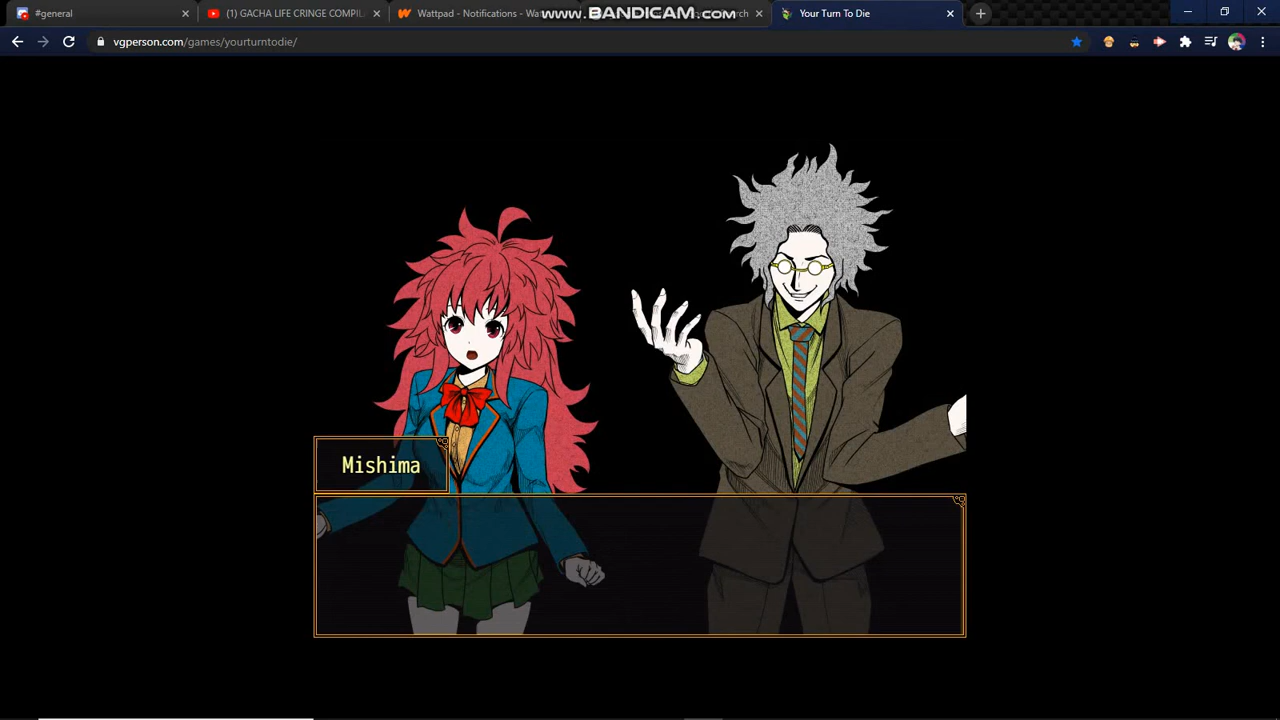 #general
(1) GACHA LIFE CRINGE COMPIL
Wattpad - Notifications - Wa
www.BANDICAM.com
Your Turn To Die
vgperson.com/games/yourturntodie/
Mishima